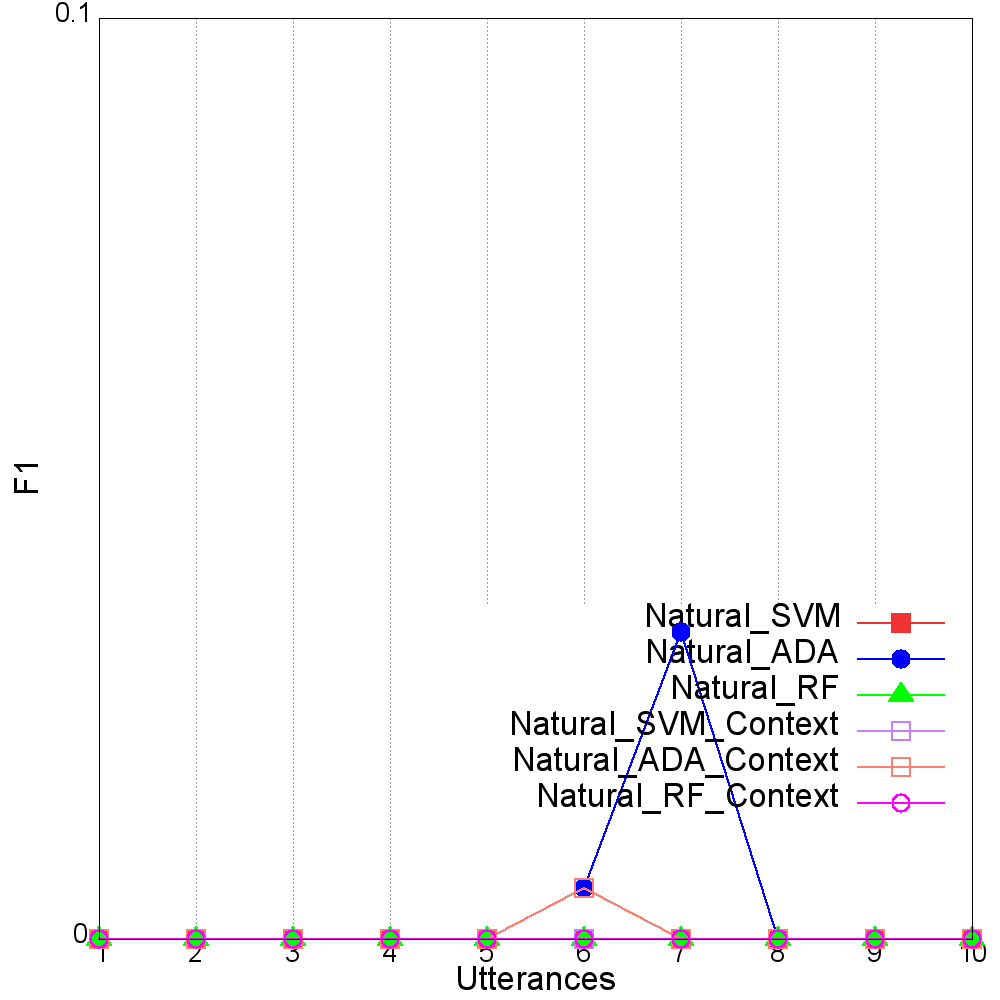 0.1
F1
Natural_SVM
Natural_ADA
Natural_RF
Natural_SVM_Context
Natural_ADA_Context
Natural_RF_Context
0
1 2 3 4 5 6 7 8 9 10
Utterances